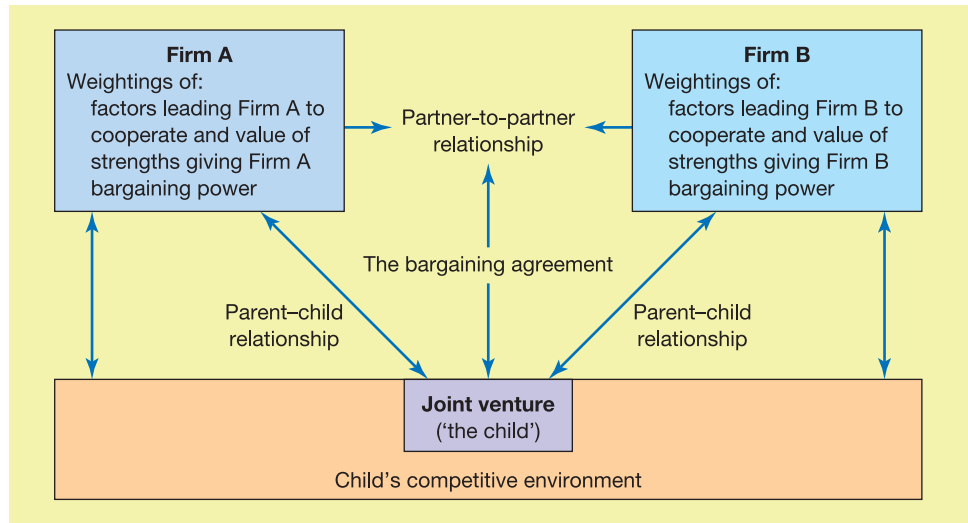 Firm A
Weightings of:
factors leading Firm A to
cooperate and value of
strengths giving Firm A
bargaining power
Partner-to-partner
relationship
Firm B
Weightings of:
factors leading Firm B to
cooperate and value of
strengths giving Firm B
bargaining power
The bargaining agreement
Parent–child
relationship
Parent–child
relationship
Joint venture
(‘the child’)
Child’s competitive environment